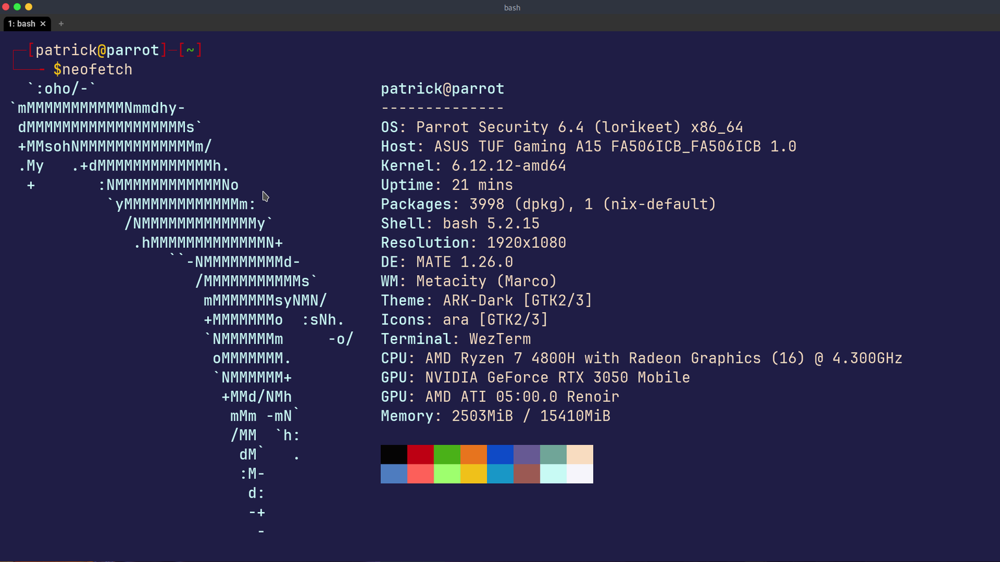 bash
1: bash × +
┌─[patrick@parrot]─[~]
└──╼ $neofetch
  `:oho/-`                                patrick@parrot
`mMMMMMMMMMMMNmmdhy-                      --------------
 dMMMMMMMMMMMMMMMMMMs`                    OS: Parrot Security 6.4 (lorikeet) x86_64
 +MMsohNMMMMMMMMMMMMMm/                   Host: ASUS TUF Gaming A15 FA506ICB_FA506ICB 1.0
 .My   .+dMMMMMMMMMMMMMh.                 Kernel: 6.12.12-amd64
  +       :NMMMMMMMMMMMMNo                Uptime: 21 mins
           `yMMMMMMMMMMMMMm:              Packages: 3998 (dpkg), 1 (nix-default)
             /NMMMMMMMMMMMMMy`            Shell: bash 5.2.15
              .hMMMMMMMMMMMMMN+           Resolution: 1920x1080
                  ``-NMMMMMMMMMd-         DE: MATE 1.26.0
                     /MMMMMMMMMMMs`       WM: Metacity (Marco)
                      mMMMMMMMsyNMN/      Theme: ARK-Dark [GTK2/3]
                      +MMMMMMMo  :sNh.    Icons: ara [GTK2/3]
                      `NMMMMMMm     -o/   Terminal: WezTerm
                       oMMMMMMM.          CPU: AMD Ryzen 7 4800H with Radeon Graphics (16) @ 4.300GHz
                       `NMMMMMM+          GPU: NVIDIA GeForce RTX 3050 Mobile
                        +MMd/NMh          GPU: AMD ATI 05:00.0 Renoir
                         mMm -mN`         Memory: 2503MiB / 15410MiB
                         /MM  `h:
                          dM`   .
                          :M-
                           d:
                           -+
                            -